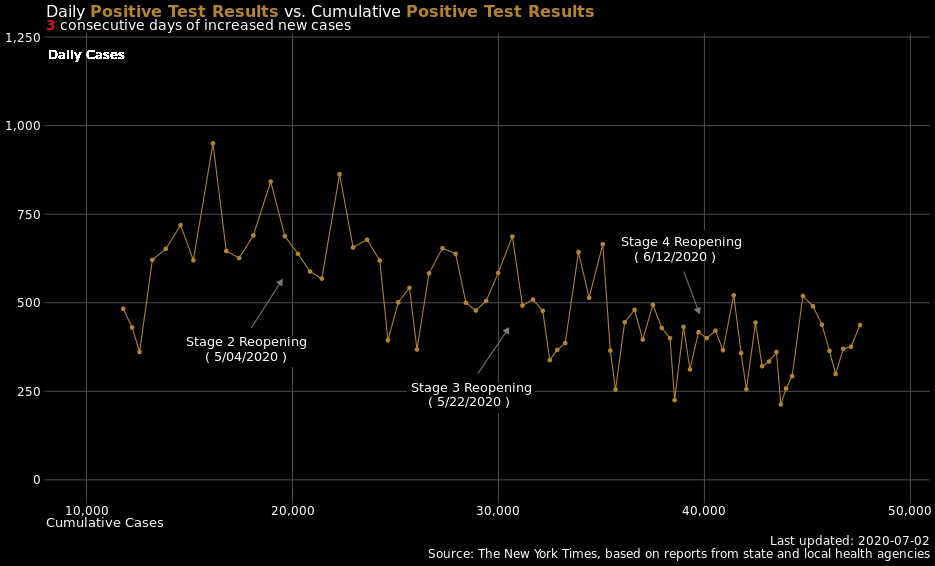 Daily Positive Test Results vs. Cumulative Positive Test Results
3 consecutive days of increased new cases
1,250
Daily Cases
1,000
750
Stage 4 Reopening
( 6/12/2020 )
500
Stage 2 Reopening
( 5/04/2020 )
Stage 3 Reopening
( 5/22/2020 )
250
0
10,000 20,000 30,000 40,000 50,000
Cumulative Cases
Last updated: 2020-07-02
Source: The New York Times, based on reports from state and local health agencies